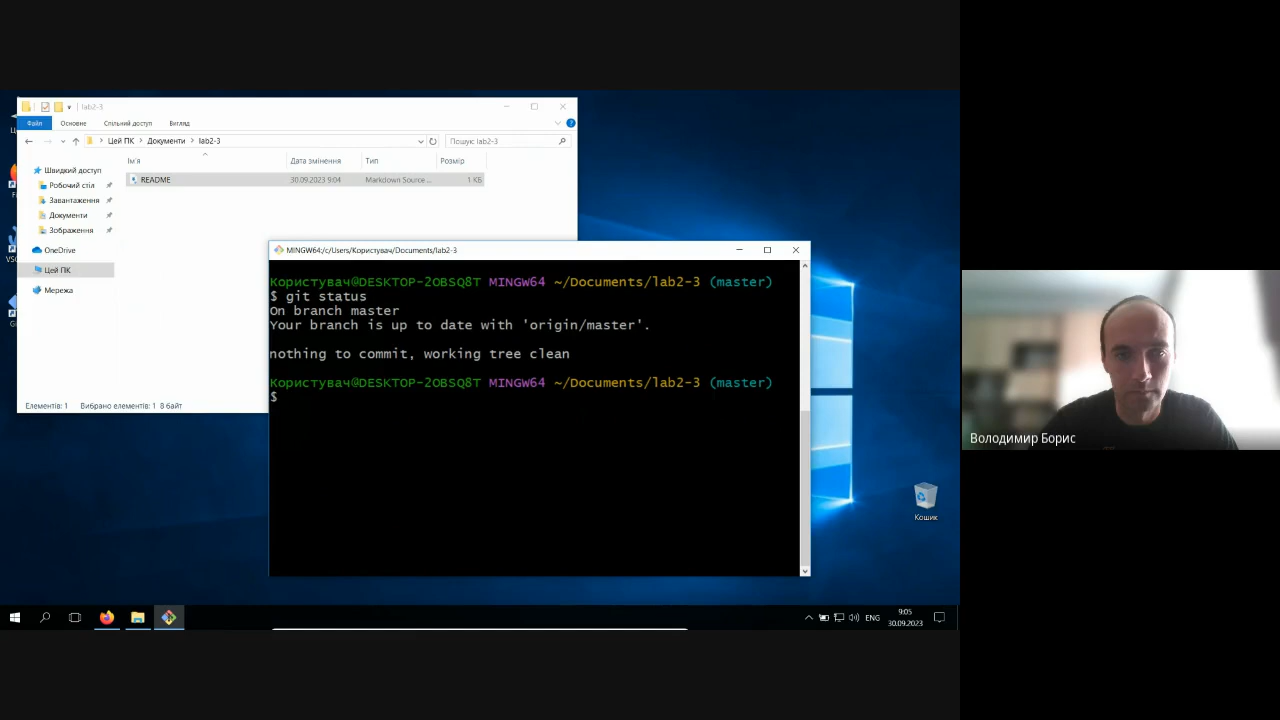 lab2-3
Файл Основне Спільний доступ Вигляд
Цей ПК Документи lab2-3
Пошук: lab2-3
Ім'я Дата змінення Тип Розмір
README 30.09.2023 9:04 Markdown Source ... 1 КБ
Швидкий доступ
Робочий стіл
Завантаження
Документи
Зображення
OneDrive
Цей ПК
Мережа
Елементів: 1 Вибрано елементів: 1 8 байт
MINGW64:/c/Users/Користувач/Documents/lab2-3
Користувач@DESKTOP-2OBSQ8T MINGW64 ~/Documents/lab2-3 (master)
$ git status
On branch master
Your branch is up to date with 'origin/master'.
nothing to commit, working tree clean
Користувач@DESKTOP-2OBSQ8T MINGW64 ~/Documents/lab2-3 (master)
$
Кошик
ENG
9:05
30.09.2023
Володимир Борис